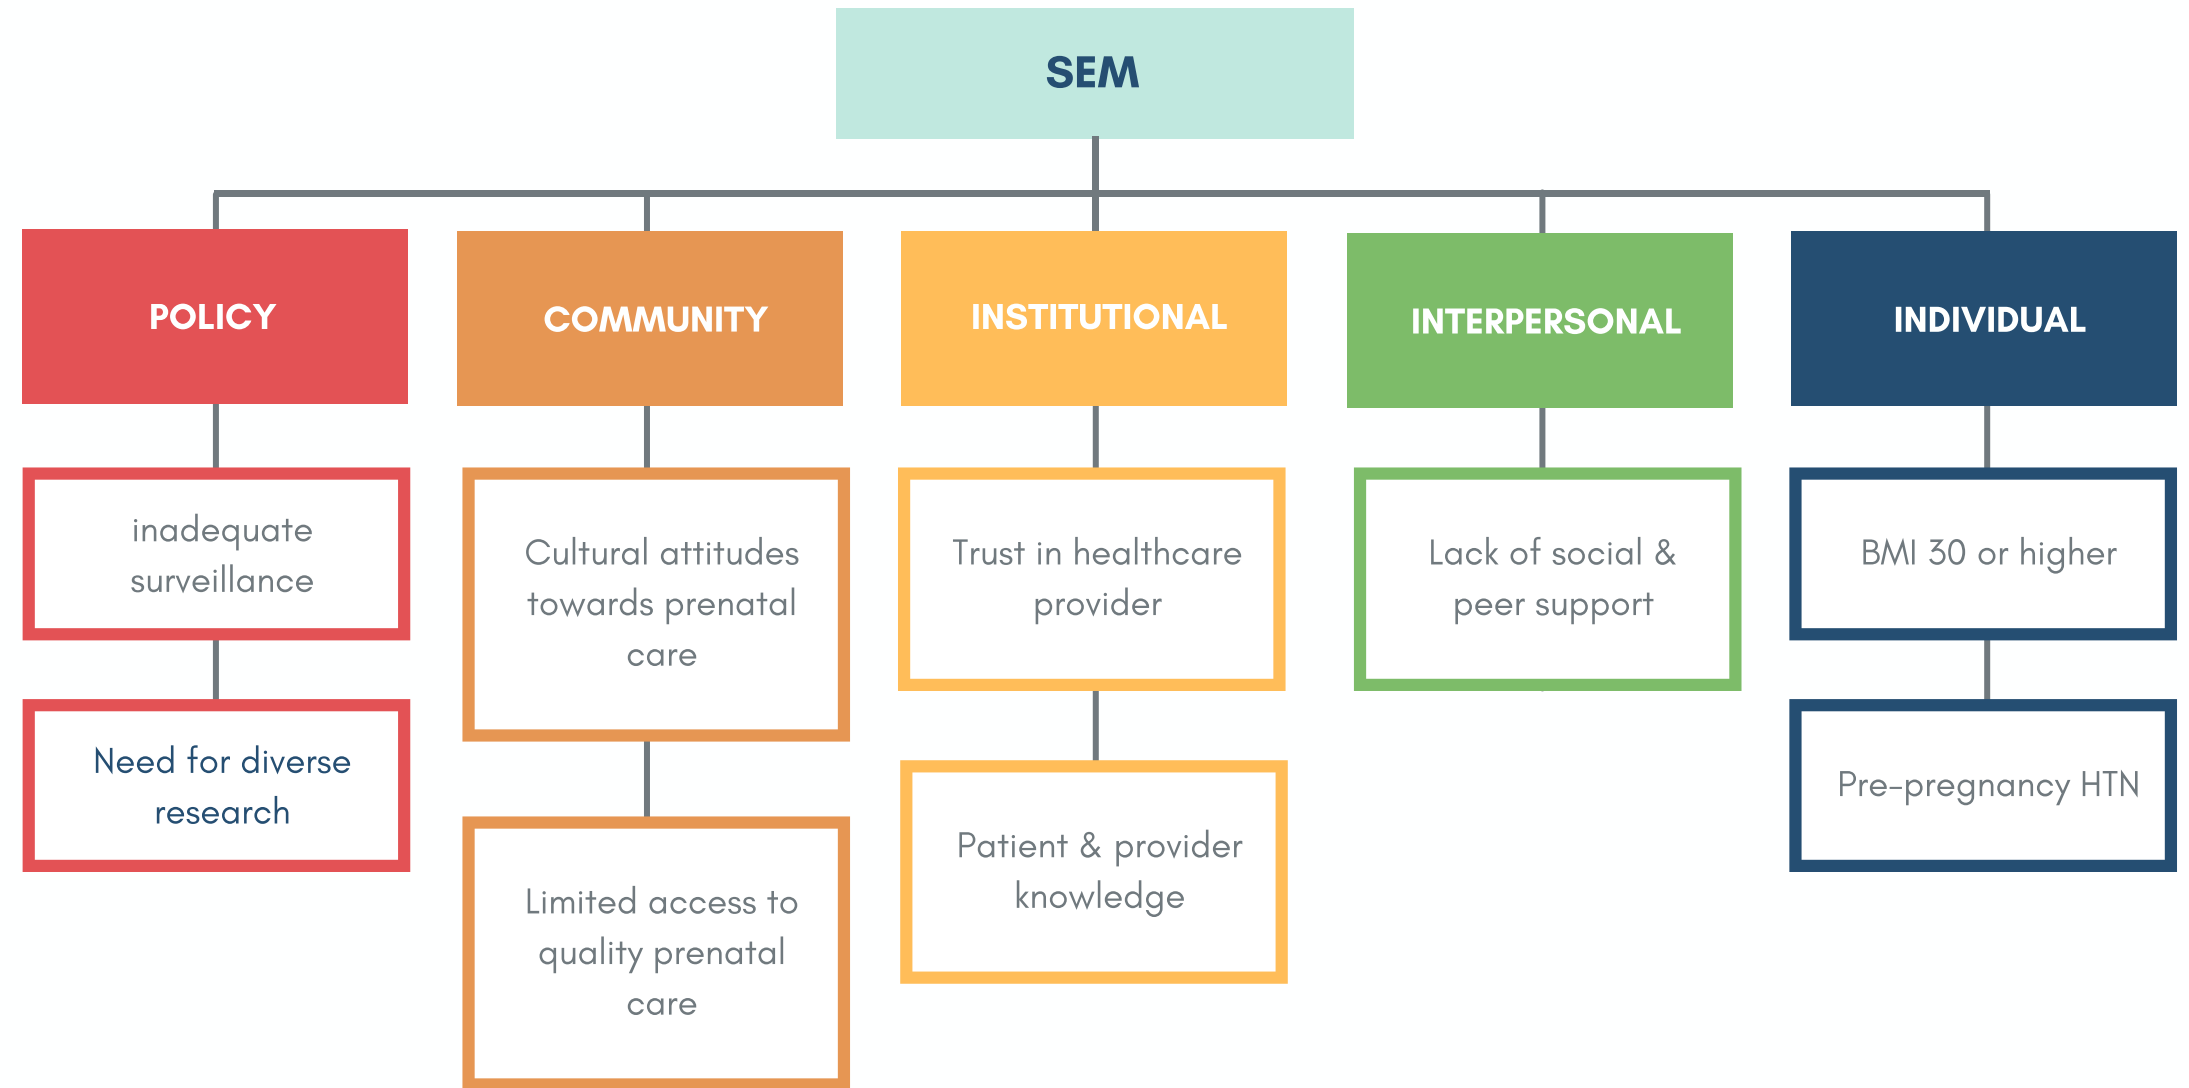 SEM
POLICY
COMMUNITY
INSTITUTIONAL
INTERPERSONAL
INDIVIDUAL
inadequate
surveillance
Need for diverse
research
Cultural attitudes
towards prenatal
care
Limited access to
quality prenatal
care
Trust in healthcare
provider
Patient & provider
knowledge
Lack of social &
peer support
BMI 30 or higher
Pre-pregnancy HTN